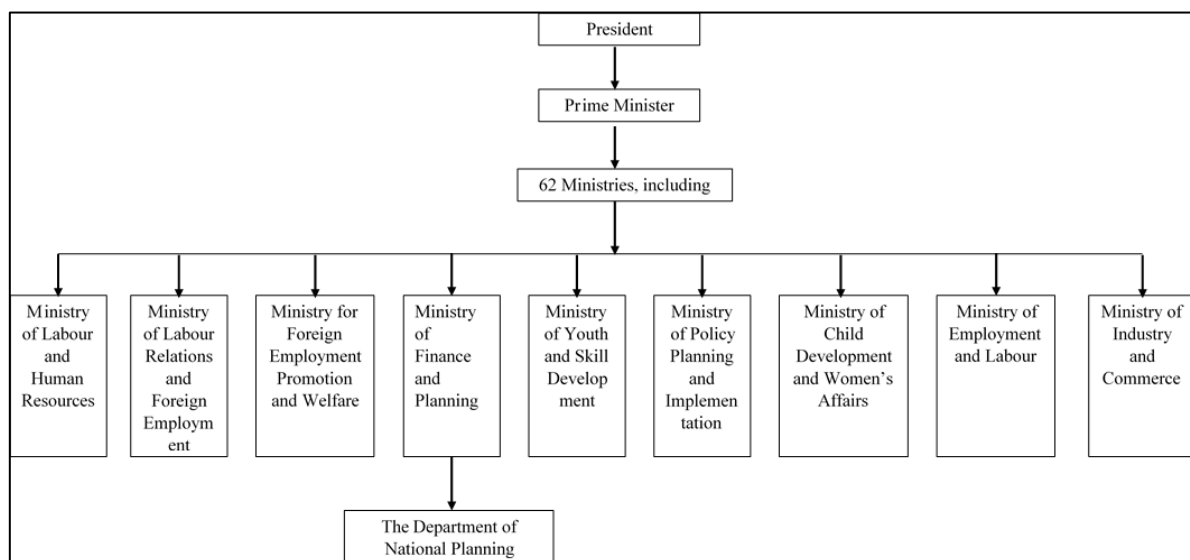 President
Prime Minister
62 Ministries, including
Ministry
of Labour
and
Human
Resources
Ministry
of Labour
Relations
and
Foreign
Employm
ent
Ministry for
Foreign
Employment
Promotion
and Welfare
Ministry
of
Finance
and
Planning
Ministry
of Youth
and Skill
Develop
ment
Ministry
of Policy
Planning
and
Implemen
tation
Ministry of
Child
Development
and Women’s
Affairs
Ministry of
Employment
and Labour
Ministry of
Industry
and
Commerce
The Department of
National Planning